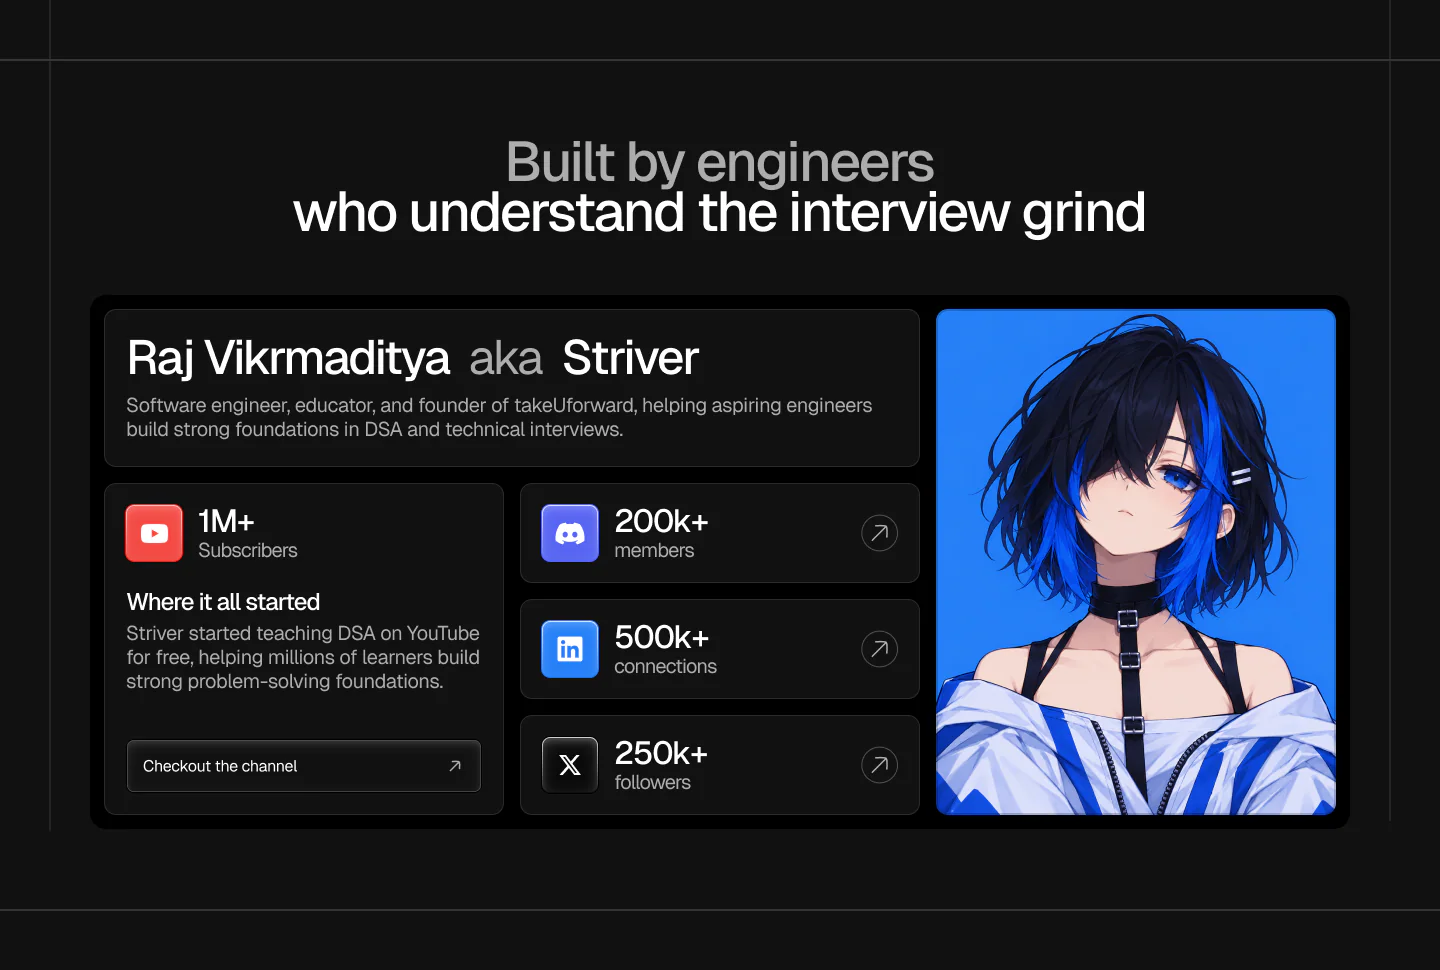 Built by engineers
who understand the interview grind
Raj Vikrmaditya aka Striver
Software engineer, educator, and founder of takeUforward, helping aspiring engineers
build strong foundations in DSA and technical interviews.
1M+
Subscribers
Where it all started
Striver started teaching DSA on YouTube
for free, helping millions of learners build
strong problem-solving foundations.
Checkout the channel
200k+
members
in
500k+
connections
X
250k+
followers